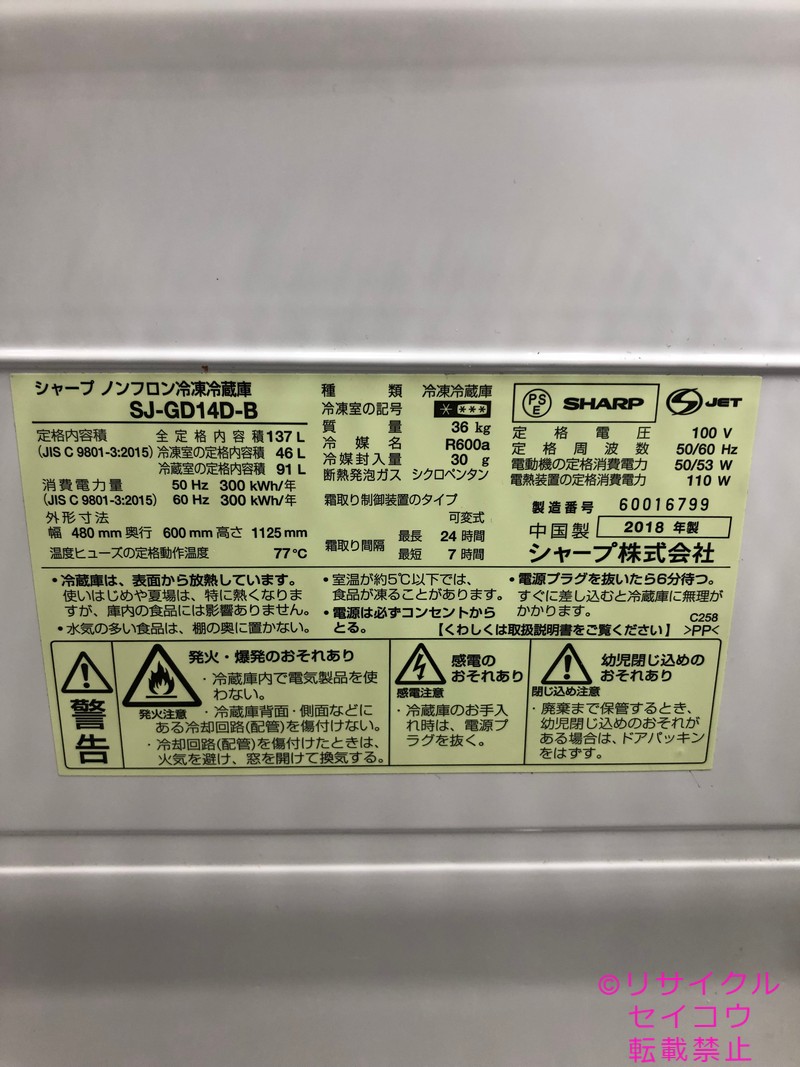 シャープ ノンフロン冷凍冷蔵庫
SJ-GD14D-B
定格内容積 全定格内容積 137 L
(JIS C 9801-3:2015) 冷凍室の定格内容積 46 L
冷蔵室の定格内容積 91 L
消費電力量 50 Hz 300 kWh/年
(JIS C 9801-3:2015) 60 Hz 300 kWh/年
外形寸法
幅 480 mm 奥行 600 mm 高さ 1125 mm
温度ヒューズの定格動作温度 77℃
種類 冷凍冷蔵庫
冷凍室の記号 * ***
質量 36 kg
冷媒名 R600a
冷媒封入量 30 g
断熱発泡ガス シクロペンタン
霜取り制御装置のタイプ
可変式
霜取り間隔 最長 24 時間
最短 7 時間
PSE SHARP S JET
定格電圧 100 V
定格周波数 50/60 Hz
電動機の定格消費電力 50/53 W
電熱装置の定格消費電力 110 W
製造番号 60016799
中国製 2018 年製
シャープ株式会社
・冷蔵庫は、表面から放熱しています。
使いはじめや夏場は、特に熱くなりま
すが、庫内の食品には影響ありません。
・水気の多い食品は、棚の奥に置かない。
・室温が約5℃以下では、
食品が凍ることがあります。
・電源は必ずコンセントから
とる。
・電源プラグを抜いたら6分待つ。
すぐに差し込むと冷蔵庫に無理が
かかります。
C258
【くわしくは取扱説明書をご覧ください】 >PP<
警告
発火注意
発火・爆発のおそれあり
・冷蔵庫内で電気製品を使
わない。
・冷蔵庫背面・側面などに
ある冷却回路(配管)を傷付けない。
・冷却回路(配管)を傷付けたときは、
火気を避け、窓を開けて換気する。
感電注意
感電の
おそれあり
・冷蔵庫のお手入
れ時は、電源プ
ラグを抜く。
閉じ込め注意
幼児閉じ込めの
おそれあり
・廃棄まで保管するとき、
幼児閉じ込めのおそれが
ある場合は、ドアパッキン
をはずす。
©リサイクル
セイコウ
転載禁止